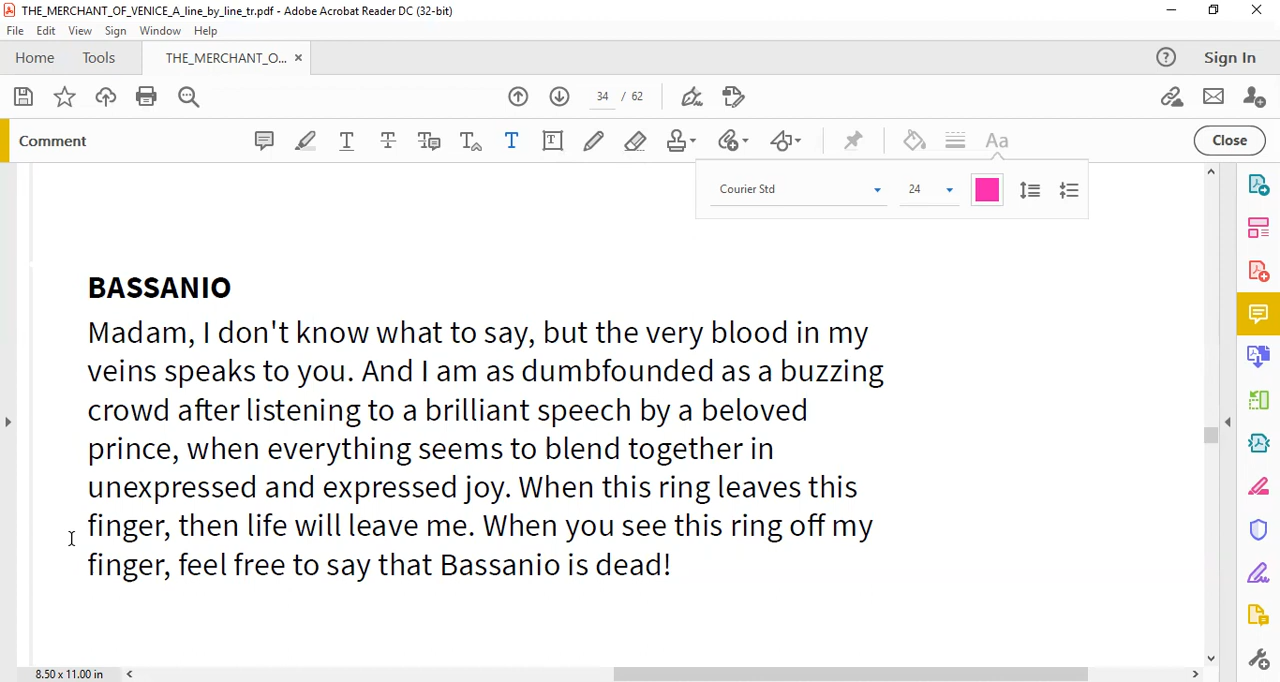 THE_MERCHANT_OF_VENICE_A_line_by_line_tr.pdf - Adobe Acrobat Reader DC (32-bit)
File Edit View Sign Window Help
Home Tools THE_MERCHANT_O... × Sign In
34 / 62
Comment Close
Courier Std 24
BASSANIO
Madam, I don't know what to say, but the very blood in my
veins speaks to you. And I am as dumbfounded as a buzzing
crowd after listening to a brilliant speech by a beloved
prince, when everything seems to blend together in
unexpressed and expressed joy. When this ring leaves this
finger, then life will leave me. When you see this ring off my
finger, feel free to say that Bassanio is dead!
8.50 x 11.00 in